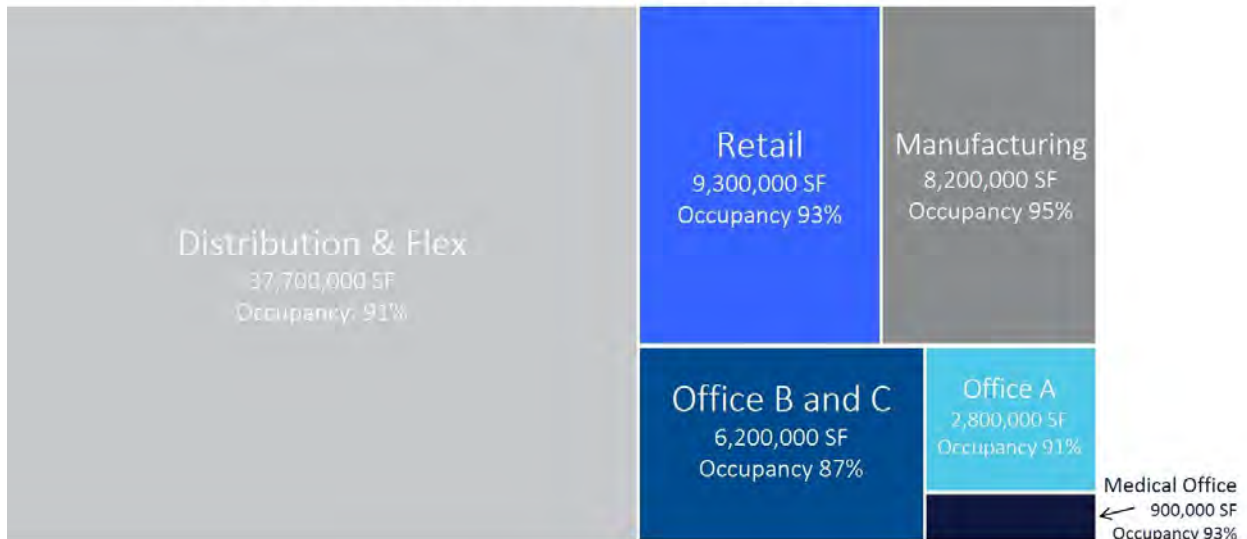 Distribution & Flex
37,700,000 SF
Occupancy: 91%
Retail
9,300,000 SF
Occupancy 93%
Manufacturing
8,200,000 SF
Occupancy 95%
Office B and C
6,200,000 SF
Occupancy 87%
Office A
2,800,000 SF
Occupancy 91%
Medical Office
900,000 SF
Occupancy 93%